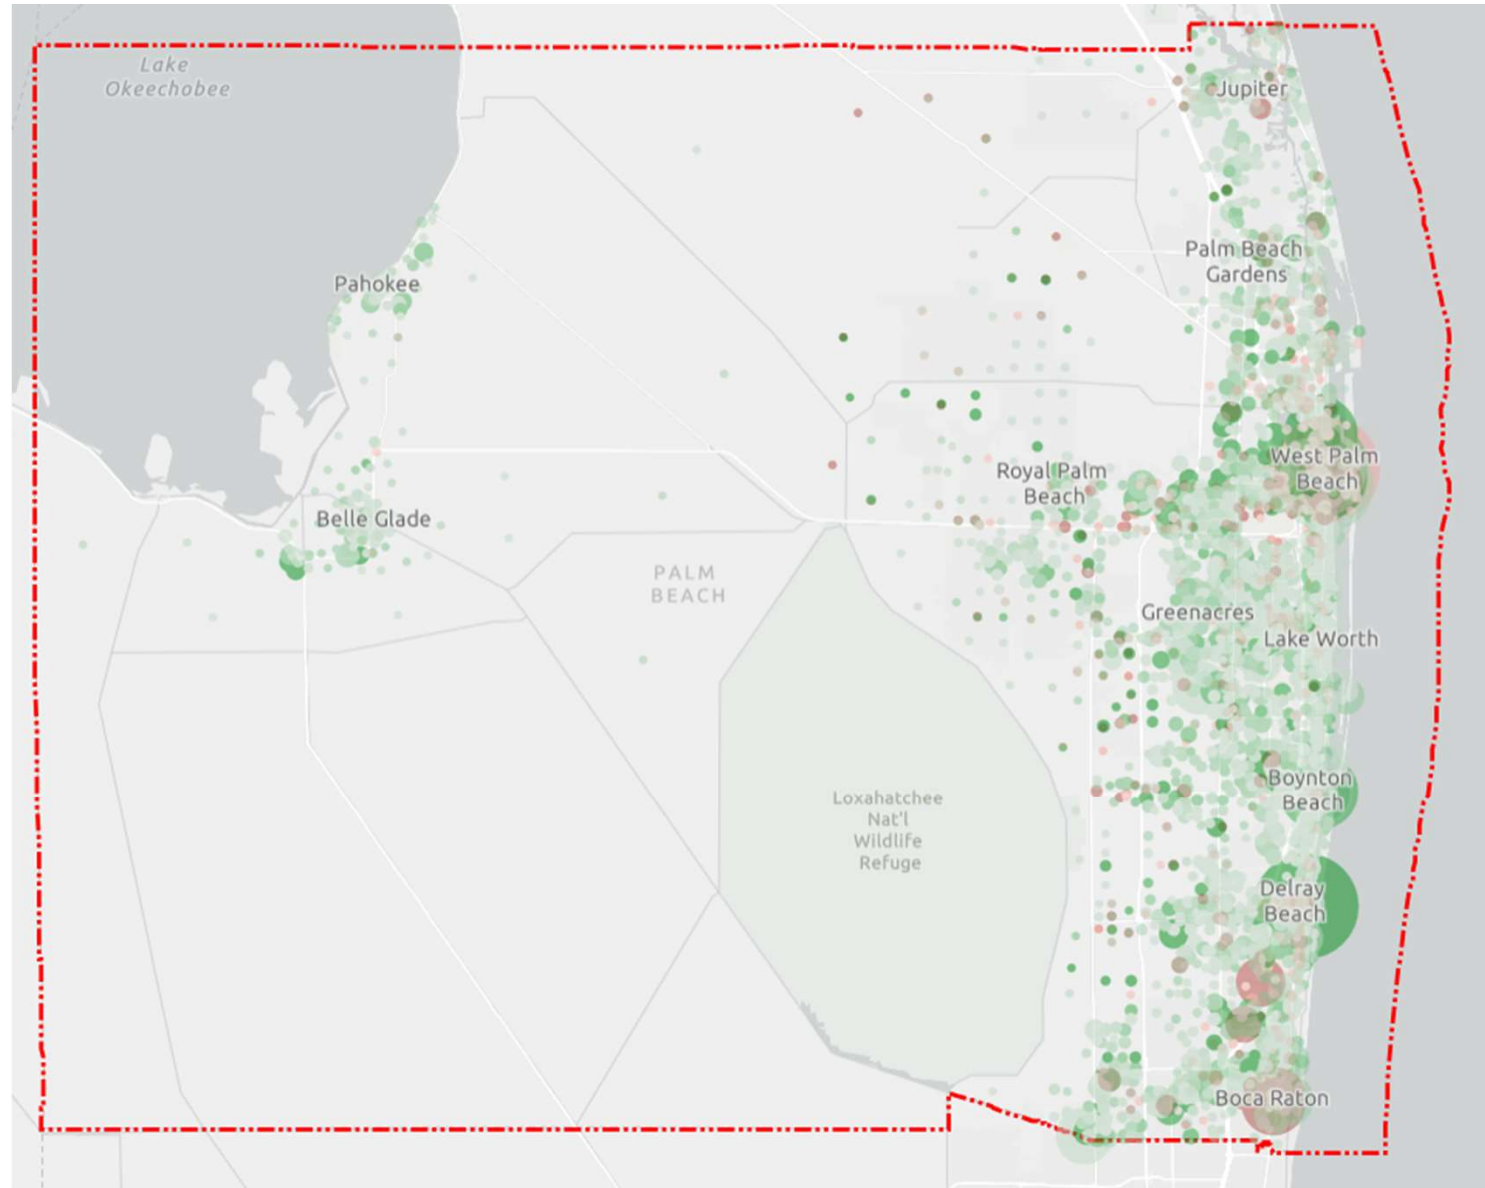 Lake
Okeechobee
Jupiter
Palm Beach
Gardens
Pahokee
West Palm
Beach
Royal Palm
Beach
Belle Glade
PALM
BEACH
Greenacres
Lake Worth
Boynton
Beach
Loxahatchee
Nat'l
Wildlife
Refuge
Delray
Beach
Boca Raton